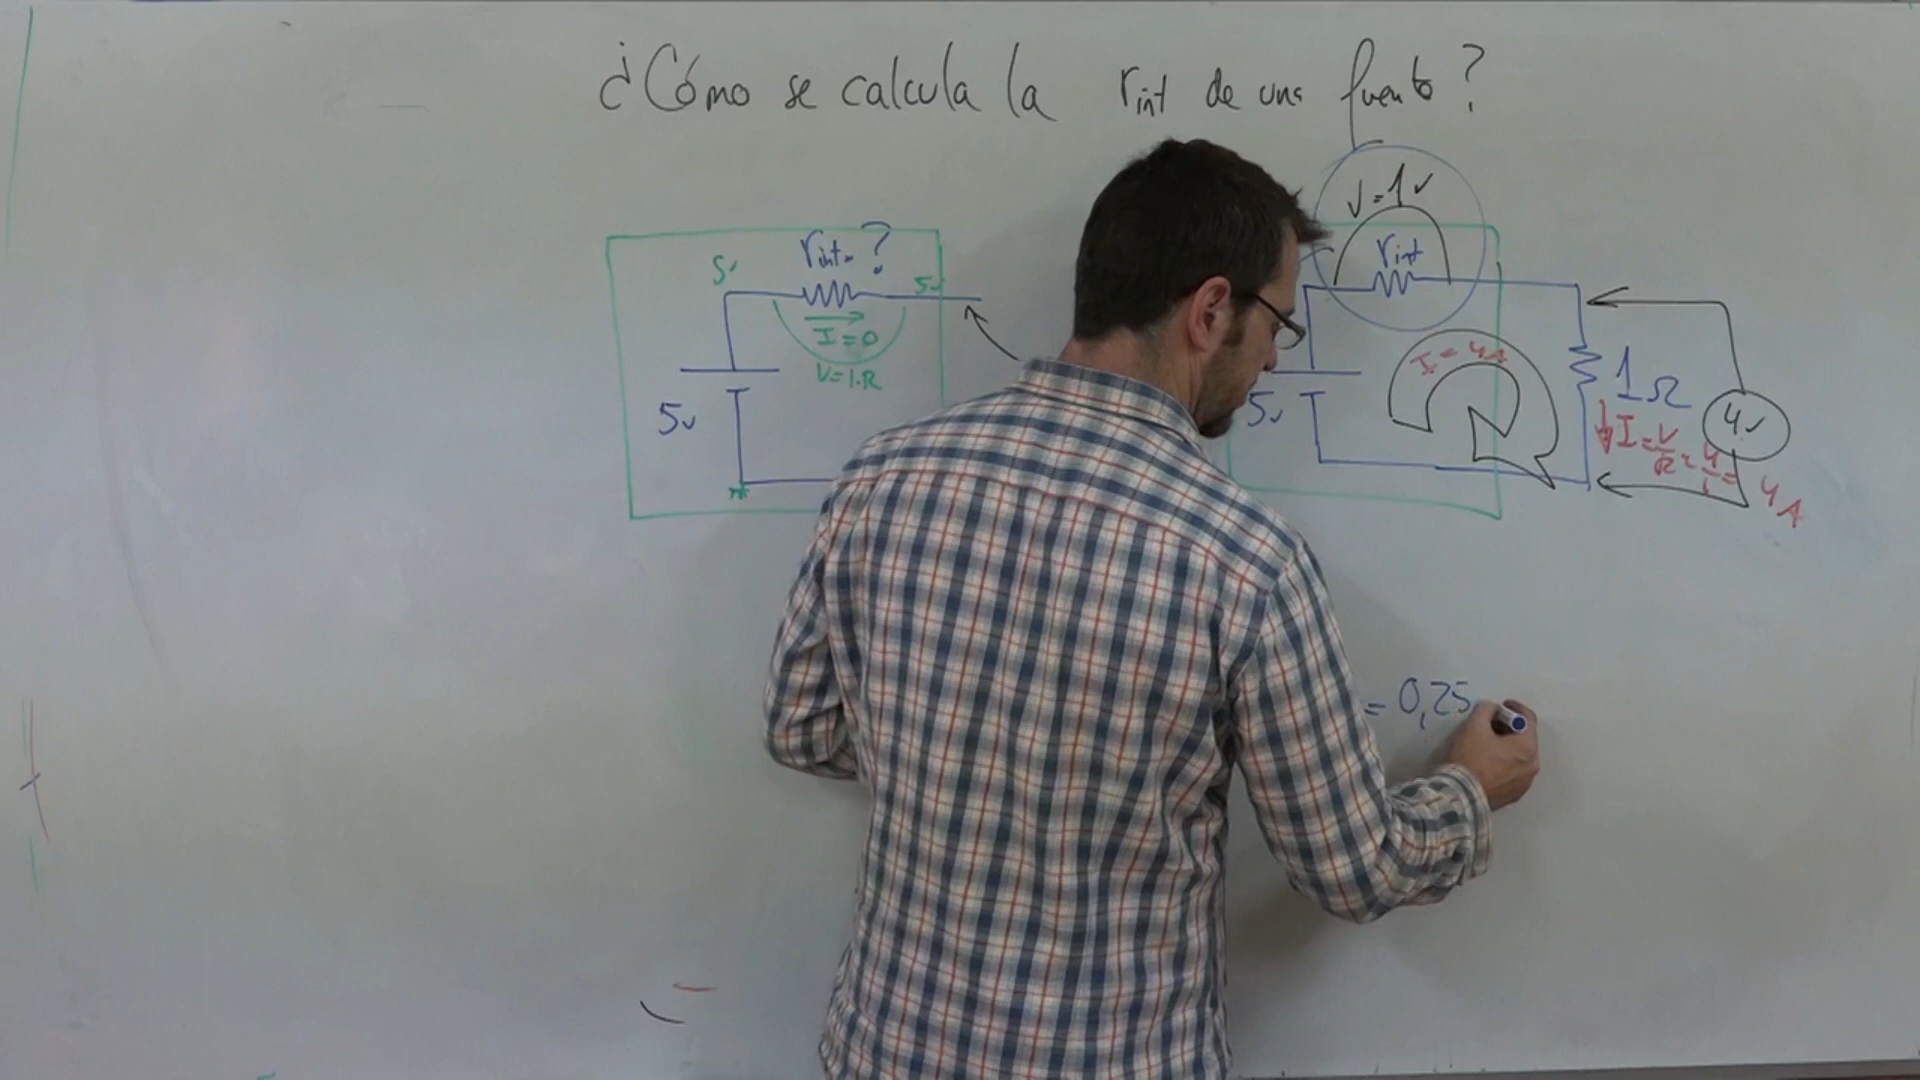 ¿Cómo se calcula la rint de una fuente?
rint = ?
5v
5v
I = 0
V = I·R
5v
V = 1v
rint
I = 4A
5v
1Ω
I = V/R = 4/1 = 4A
4v
= 0,25